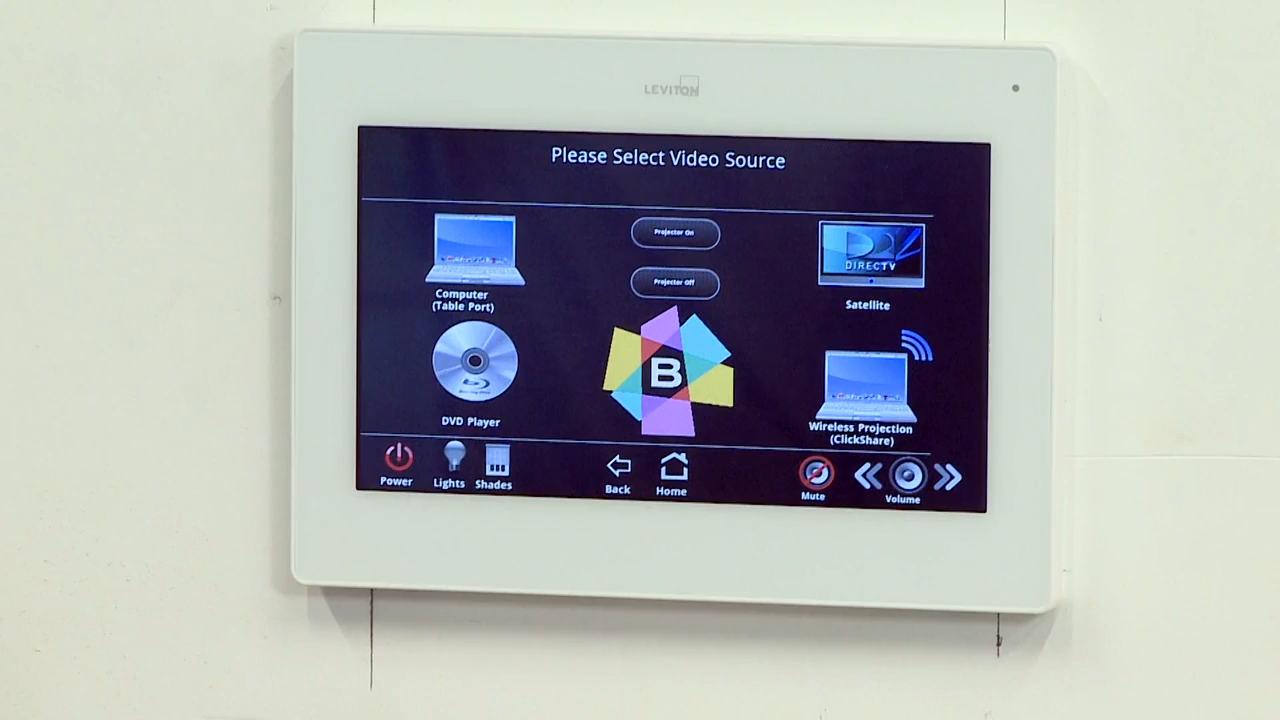 LEVITON
Please Select Video Source
Projector On
Projector Off
Computer
(Table Port)
DIRECTV
Satellite
B
DVD Player
Wireless Projection
(ClickShare)
Power
Lights
Shades
Back
Home
Mute
Volume